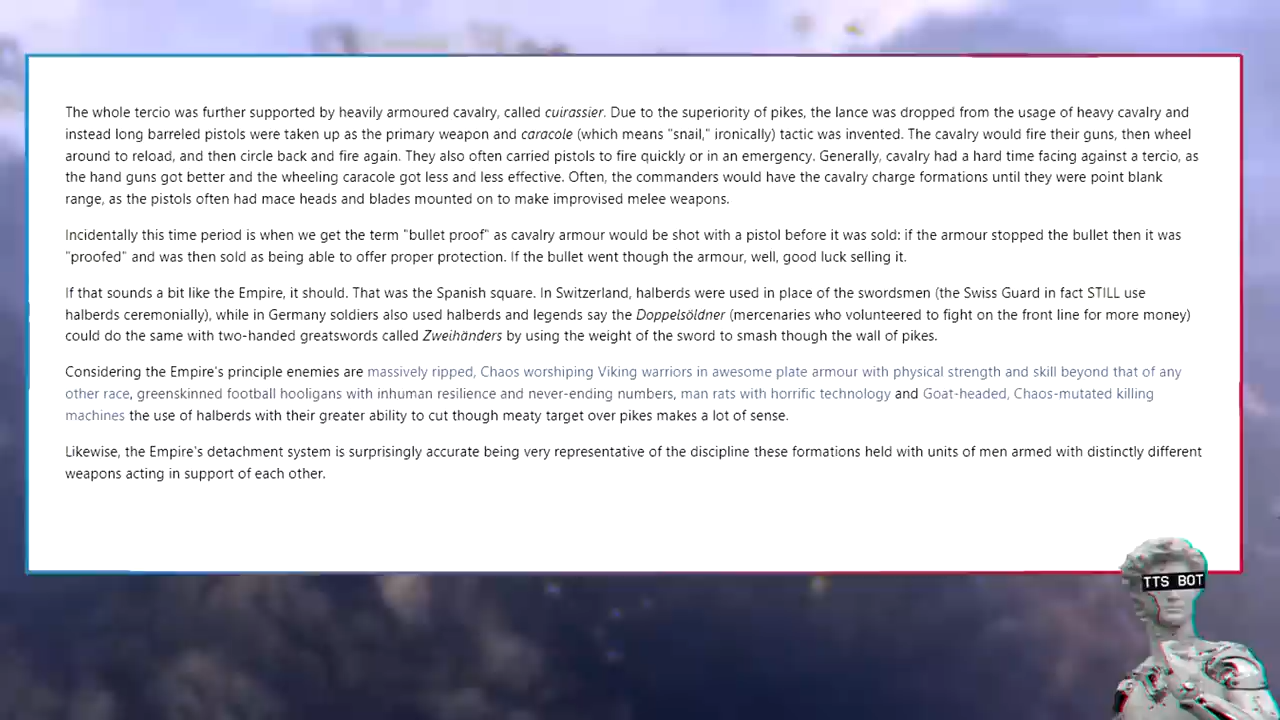 The whole tercio was further supported by heavily armoured cavalry, called cuirassier. Due to the superiority of pikes, the lance was dropped from the usage of heavy cavalry and
instead long barreled pistols were taken up as the primary weapon and caracole (which means "snail," ironically) tactic was invented. The cavalry would fire their guns, then wheel
around to reload, and then circle back and fire again. They also often carried pistols to fire quickly or in an emergency. Generally, cavalry had a hard time facing against a tercio, as
the hand guns got better and the wheeling caracole got less and less effective. Often, the commanders would have the cavalry charge formations until they were point blank
range, as the pistols often had mace heads and blades mounted on to make improvised melee weapons.
Incidentally this time period is when we get the term "bullet proof" as cavalry armour would be shot with a pistol before it was sold: if the armour stopped the bullet then it was
"proofed" and was then sold as being able to offer proper protection. If the bullet went though the armour, well, good luck selling it.
If that sounds a bit like the Empire, it should. That was the Spanish square. In Switzerland, halberds were used in place of the swordsmen (the Swiss Guard in fact STILL use
halberds ceremonially), while in Germany soldiers also used halberds and legends say the Doppelsöldner (mercenaries who volunteered to fight on the front line for more money)
could do the same with two-handed greatswords called Zweihänders by using the weight of the sword to smash though the wall of pikes.
Considering the Empire's principle enemies are massively ripped, Chaos worshiping Viking warriors in awesome plate armour with physical strength and skill beyond that of any
other race, greenskinned football hooligans with inhuman resilience and never-ending numbers, man rats with horrific technology and Goat-headed, Chaos-mutated killing
machines the use of halberds with their greater ability to cut though meaty target over pikes makes a lot of sense.
Likewise, the Empire's detachment system is surprisingly accurate being very representative of the discipline these formations held with units of men armed with distinctly different
weapons acting in support of each other.
TTS BOT